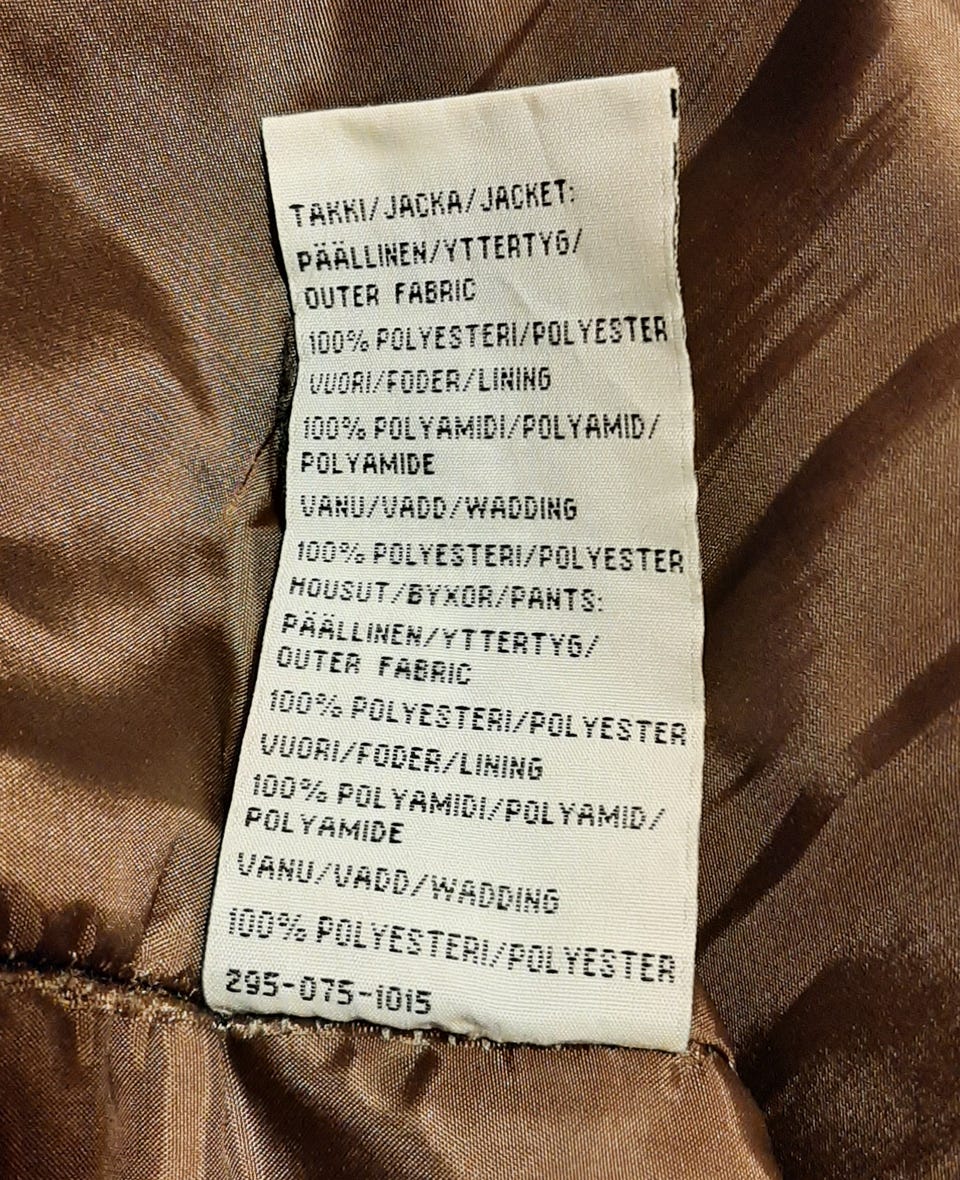 TAKKI/JACKA/JACKET:
PÄÄLLINEN/YTTERTYG/
OUTER FABRIC
100% POLYESTERI/POLYESTER
VUORI/FODER/LINING
100% POLYAMIDI/POLYAMID/
POLYAMIDE
VANU/VADD/WADDING
100% POLYESTERI/POLYESTER
HOUSUT/BYXOR/PANTS:
PÄÄLLINEN/YTTERTYG/
OUTER FABRIC
100% POLYESTERI/POLYESTER
VUORI/FODER/LINING
100% POLYAMIDI/POLYAMID/
POLYAMIDE
VANU/VADD/WADDING
100% POLYESTERI/POLYESTER
295-075-1015